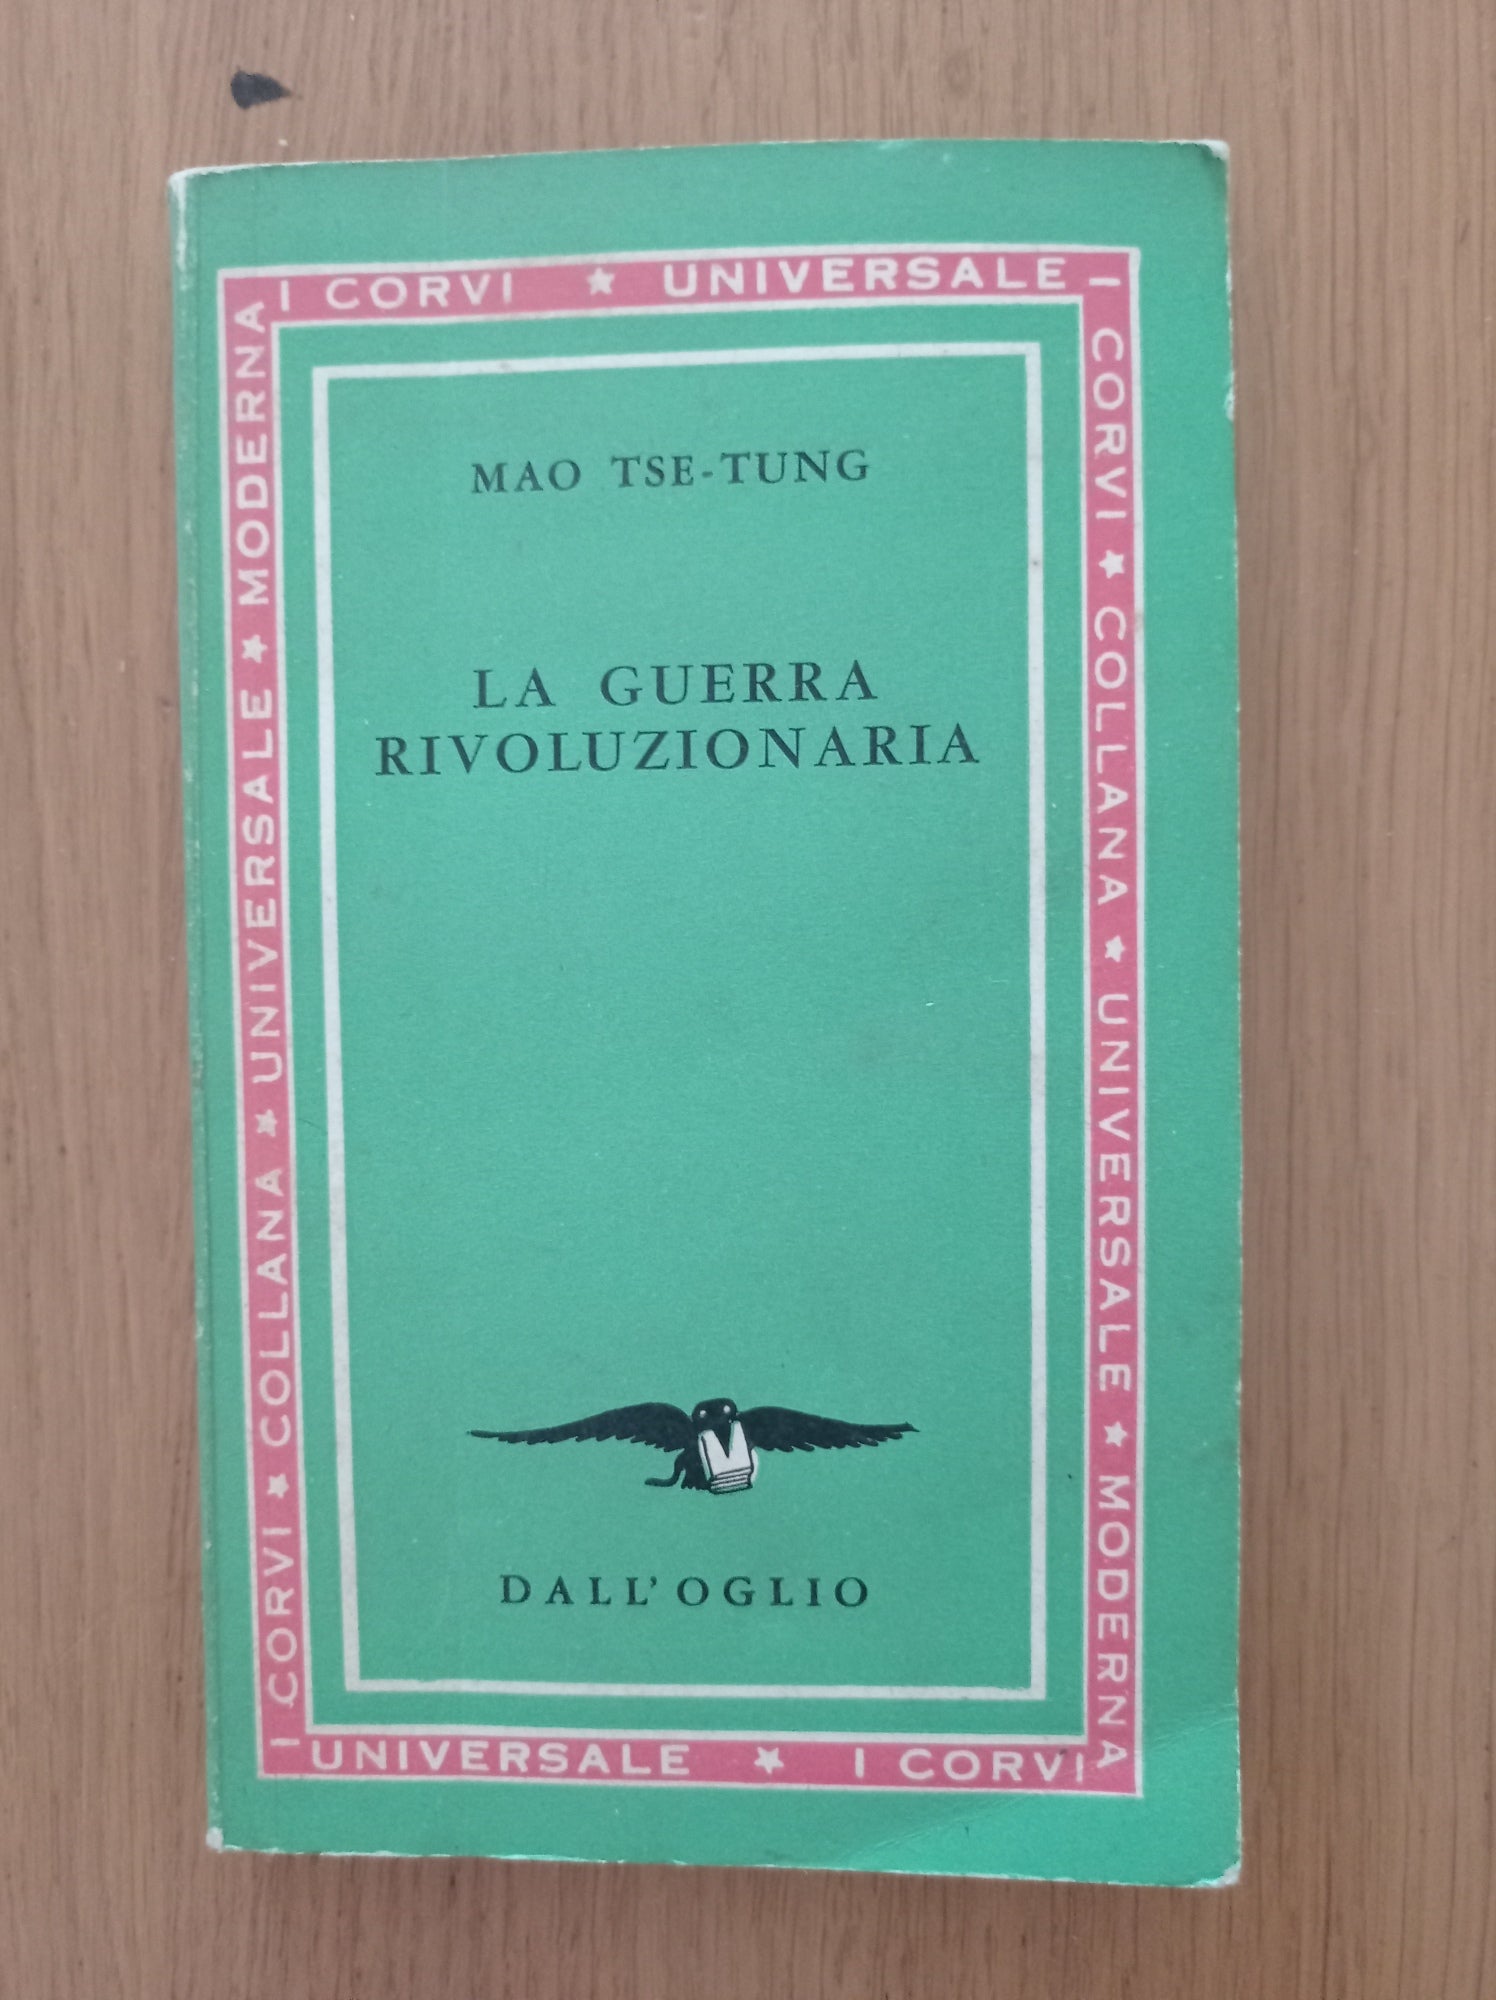 I CORVI ★ UNIVERSALE
I CORVI ★ COLLANA ★ UNIVERSALE ★ MODERNA
I CORVI ★ COLLANA ★ UNIVERSALE ★ MODERNA
MAO TSE-TUNG
LA GUERRA
RIVOLUZIONARIA
DALL'OGLIO
UNIVERSALE ★ I CORVI